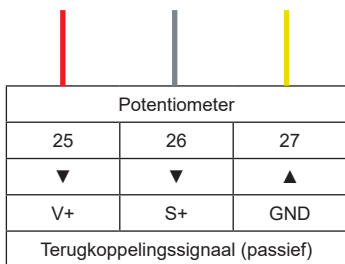 Potentiometer
25 26 27
▼ ▼ ▲
V+ S+ GND
Terugkoppelingssignaal (passief)